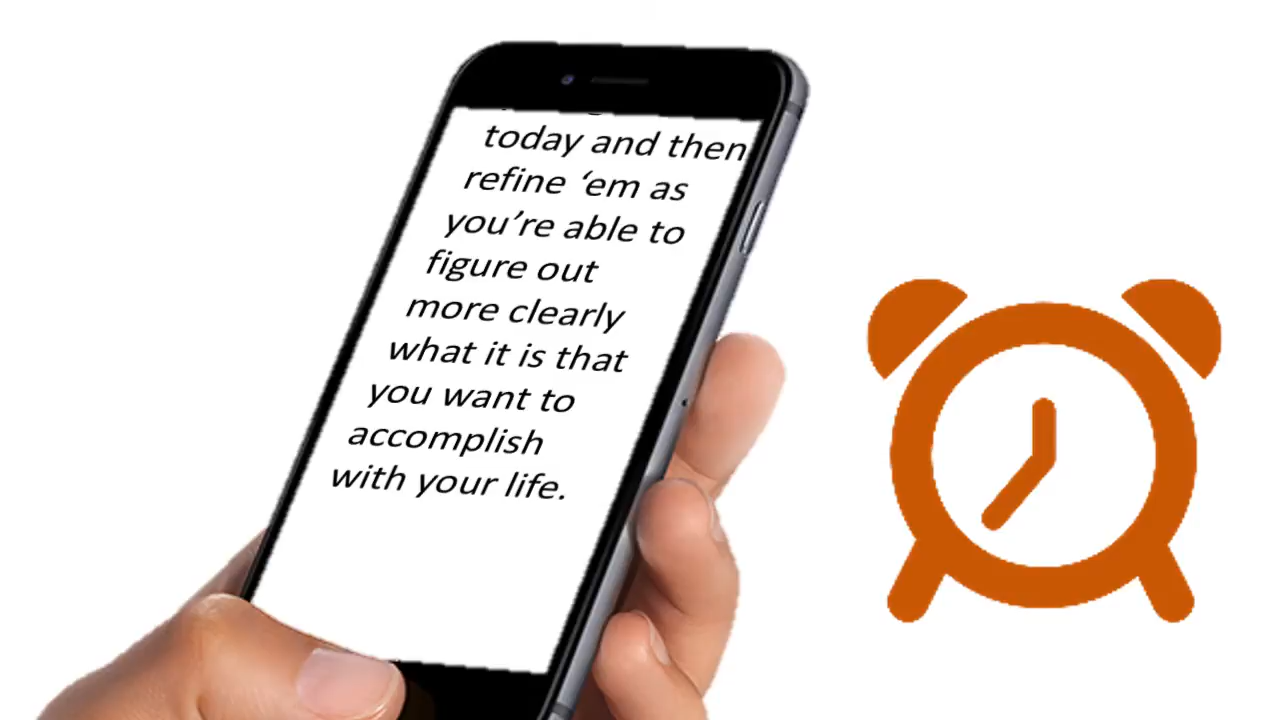 today and then
refine ‘em as
you’re able to
figure out
more clearly
what it is that
you want to
accomplish
with your life.